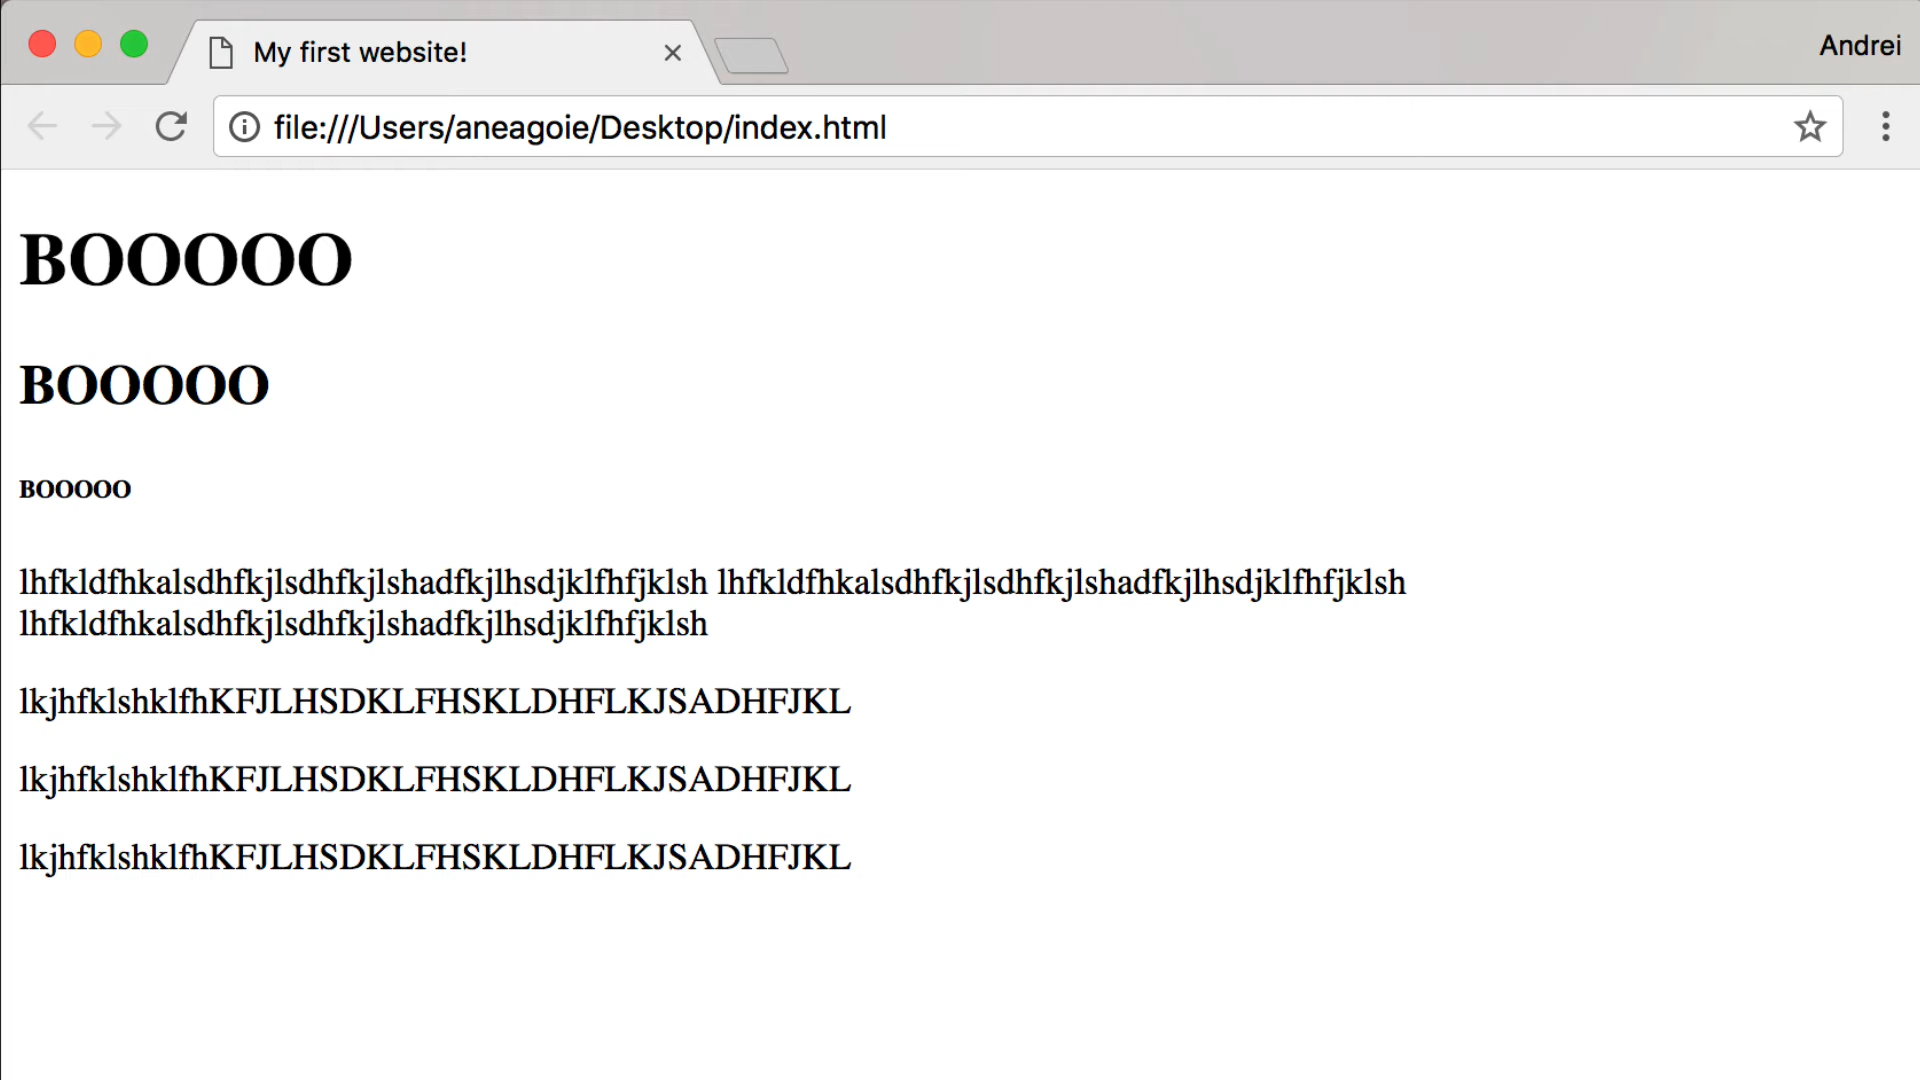 My first website!
Andrei
file:///Users/aneagoie/Desktop/index.html
BOOOOO
BOOOOO
BOOOOO
lhfkldfhkalsdhfkjlsdhfkjlshadfkjlhsdjklfhfjklsh lhfkldfhkalsdhfkjlsdhfkjlshadfkjlhsdjklfhfjklsh
lhfkldfhkalsdhfkjlsdhfkjlshadfkjlhsdjklfhfjklsh
lkjhfklshklfhKFJLHSDKLFHSKLDHFLKJSADHFJKL
lkjhfklshklfhKFJLHSDKLFHSKLDHFLKJSADHFJKL
lkjhfklshklfhKFJLHSDKLFHSKLDHFLKJSADHFJKL